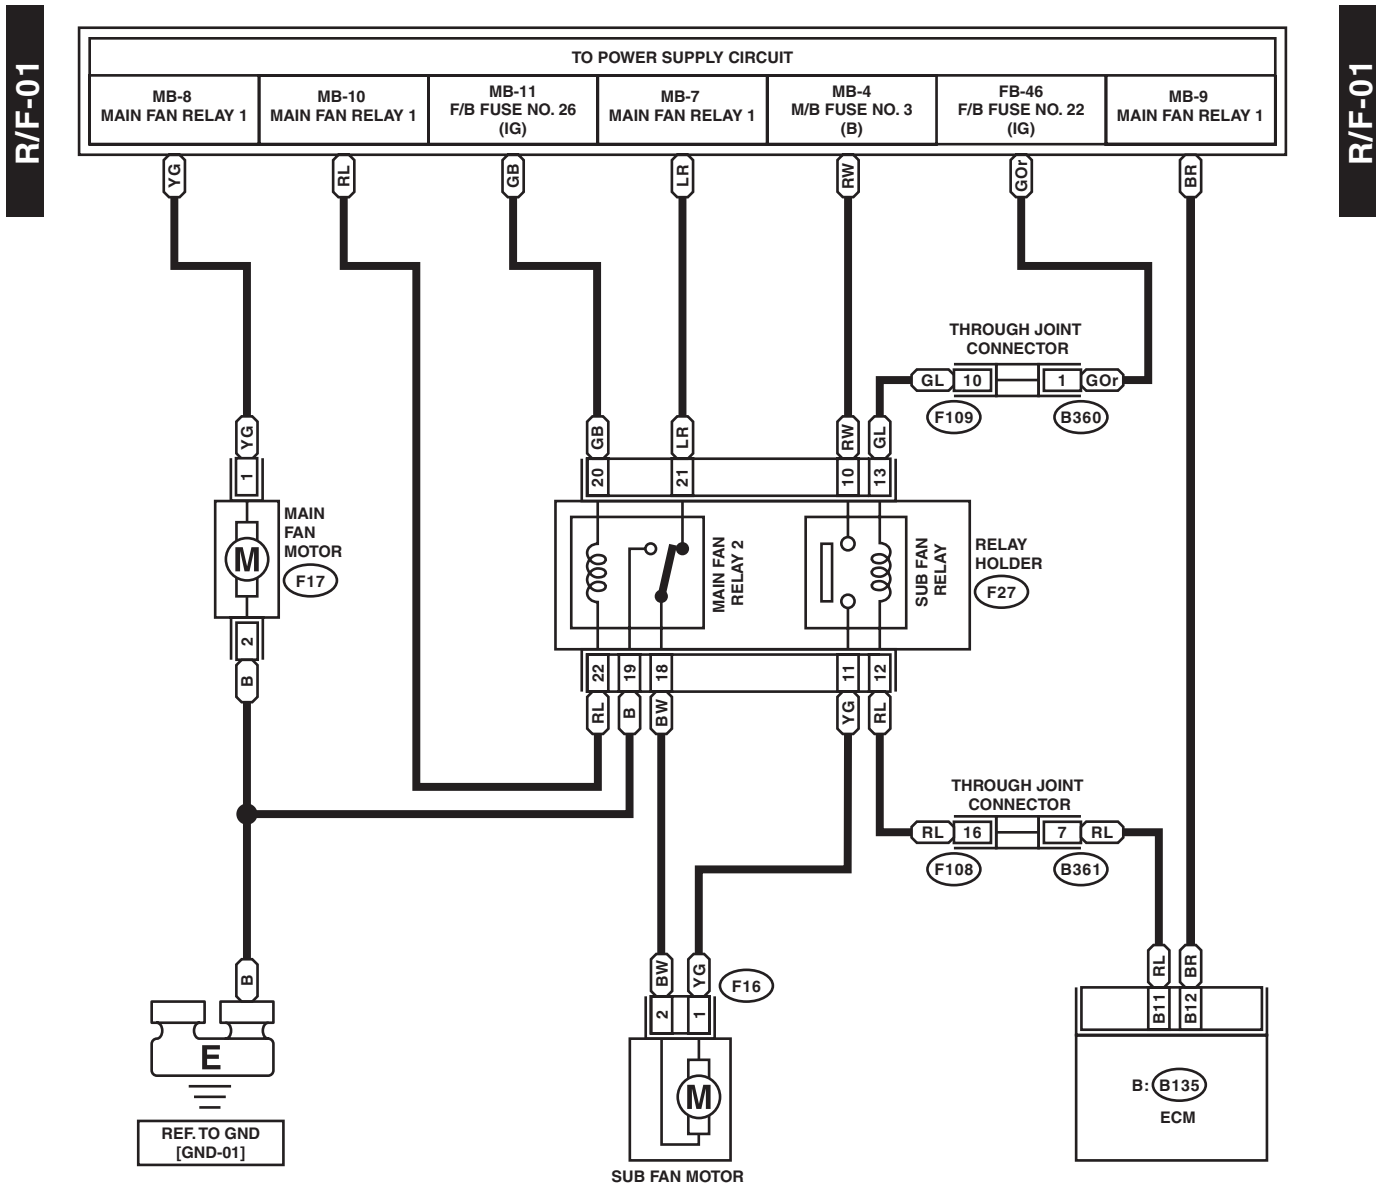 R/F-01
R/F-01
TO POWER SUPPLY CIRCUIT
MB-8
MAIN FAN RELAY 1
MB-10
MAIN FAN RELAY 1
MB-11
F/B FUSE NO. 26
(IG)
MB-7
MAIN FAN RELAY 1
MB-4
M/B FUSE NO. 3
(B)
FB-46
F/B FUSE NO. 22
(IG)
MB-9
MAIN FAN RELAY 1
YG
RL
GB
LR
RW
GOr
BR
THROUGH JOINT
CONNECTOR
GL
10
1
GOr
F109
B360
YG
GB
LR
RW
GL
1
20
21
10
13
MAIN
FAN
MOTOR
M
F17
MAIN FAN
RELAY 2
SUB FAN
RELAY
RELAY
HOLDER
F27
2
22
19
18
11
12
B
RL
B
BW
YG
RL
THROUGH JOINT
CONNECTOR
RL
16
7
RL
F108
B361
B
BW
YG
F16
RL
BR
2
1
B11
B12
E
M
B:
B135
ECM
REF. TO GND
[GND-01]
SUB FAN MOTOR